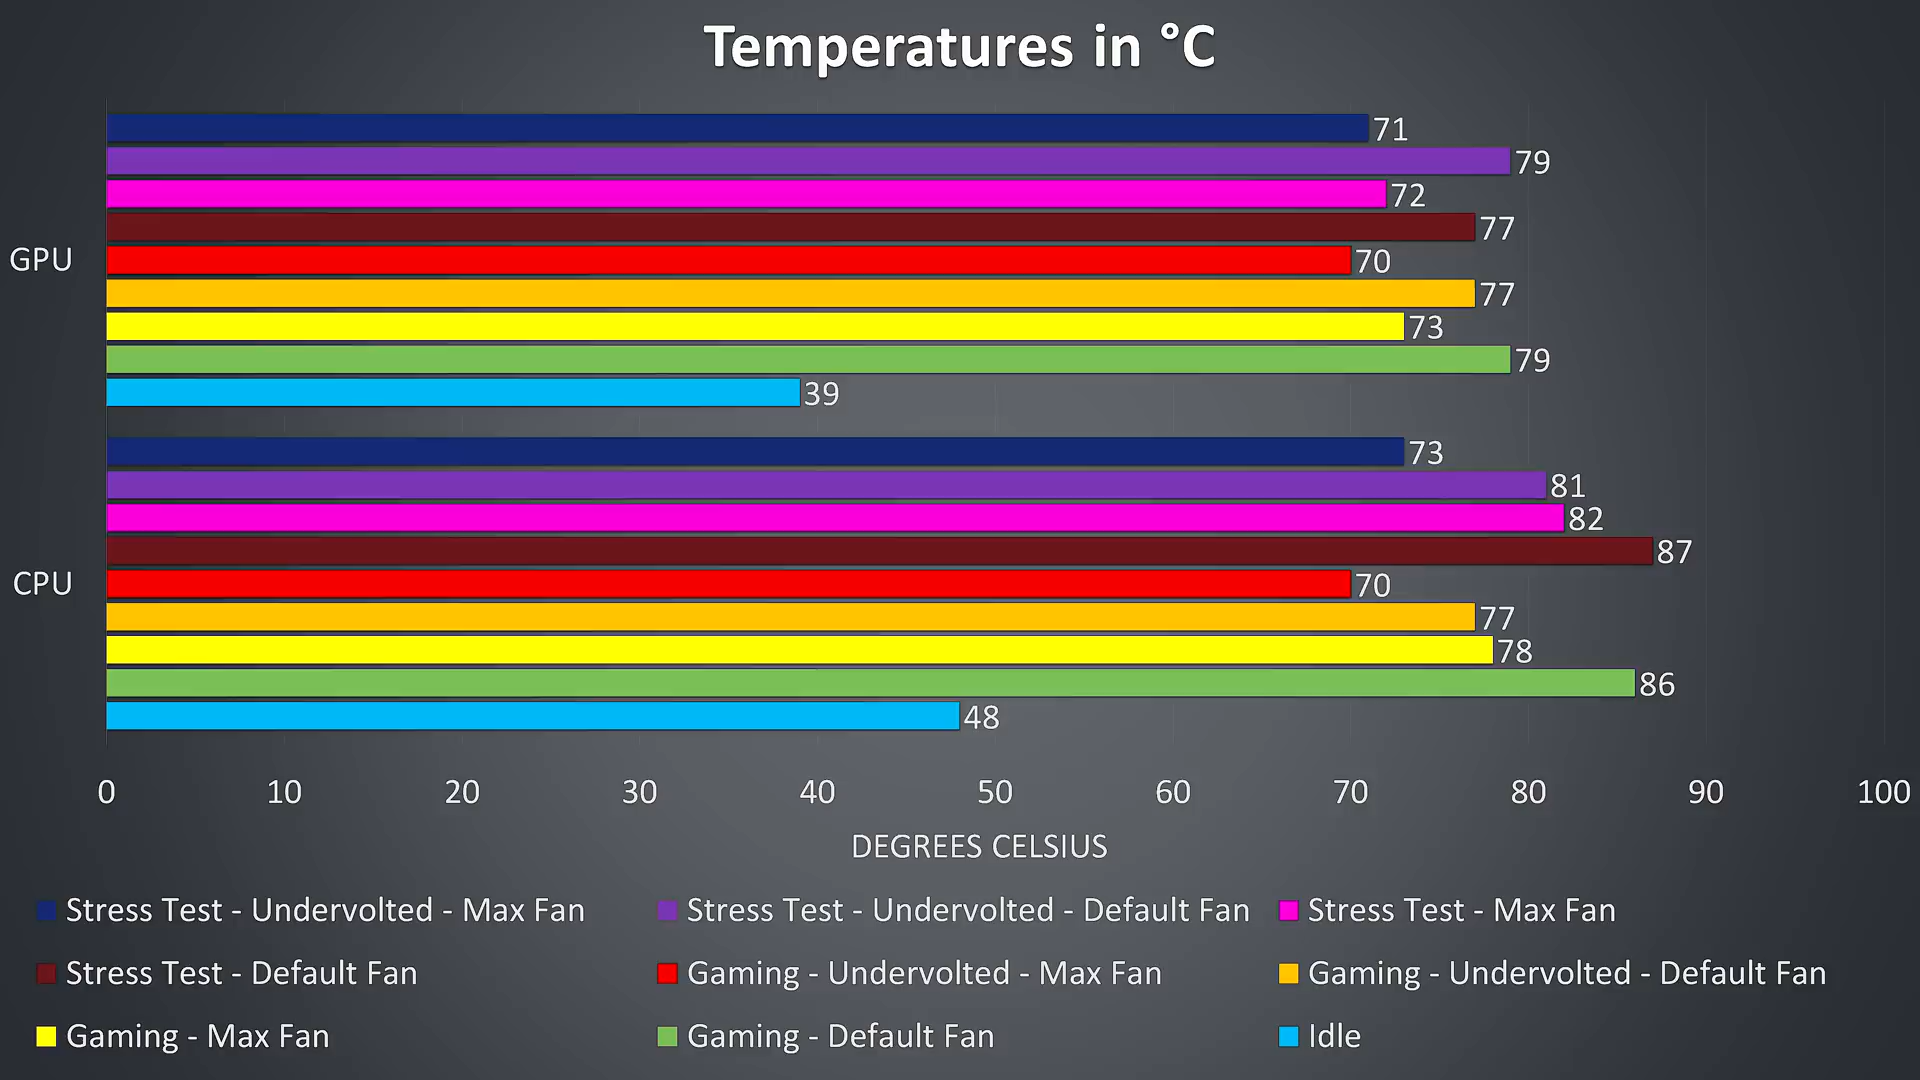 Temperatures in °C
71
79
72
77
GPU
70
77
73
79
39
73
81
82
87
CPU
70
77
78
86
48
0 10 20 30 40 50 60 70 80 90 100
DEGREES CELSIUS
Stress Test - Undervolted - Max Fan Stress Test - Undervolted - Default Fan Stress Test - Max Fan
Stress Test - Default Fan Gaming - Undervolted - Max Fan Gaming - Undervolted - Default Fan
Gaming - Max Fan Gaming - Default Fan Idle